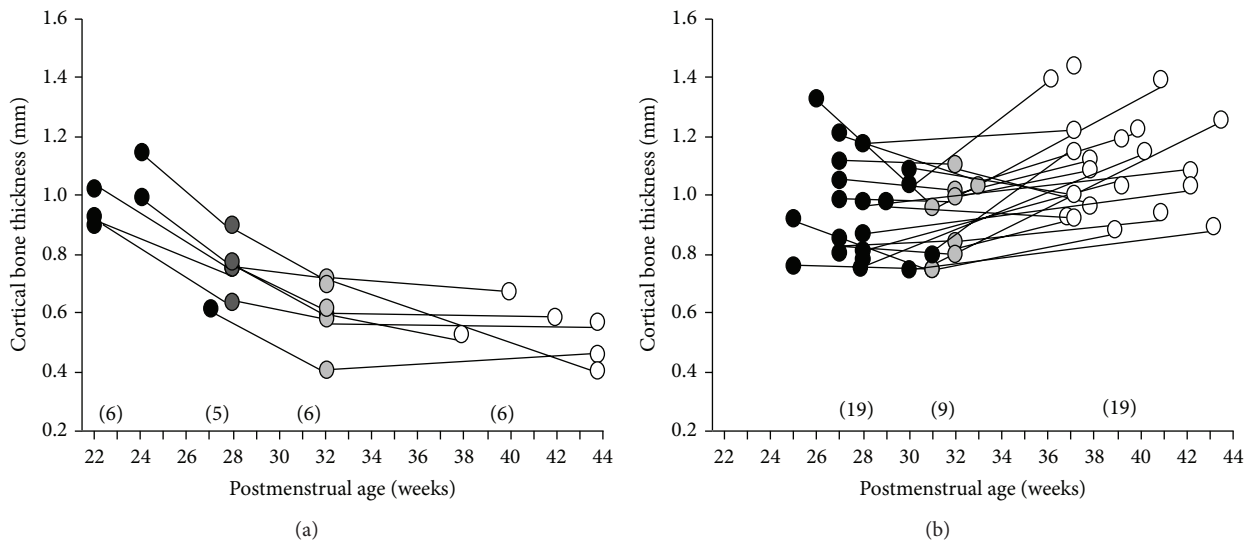 Cortical bone thickness (mm)
1.6
1.4
1.2
1.0
0.8
0.6
0.4
0.2
(6) (5) (6) (6)
22 24 26 28 30 32 34 36 38 40 42 44
Postmenstrual age (weeks)
(a)
Cortical bone thickness (mm)
1.6
1.4
1.2
1.0
0.8
0.6
0.4
0.2
(19) (9) (19)
22 24 26 28 30 32 34 36 38 40 42 44
Postmenstrual age (weeks)
(b)